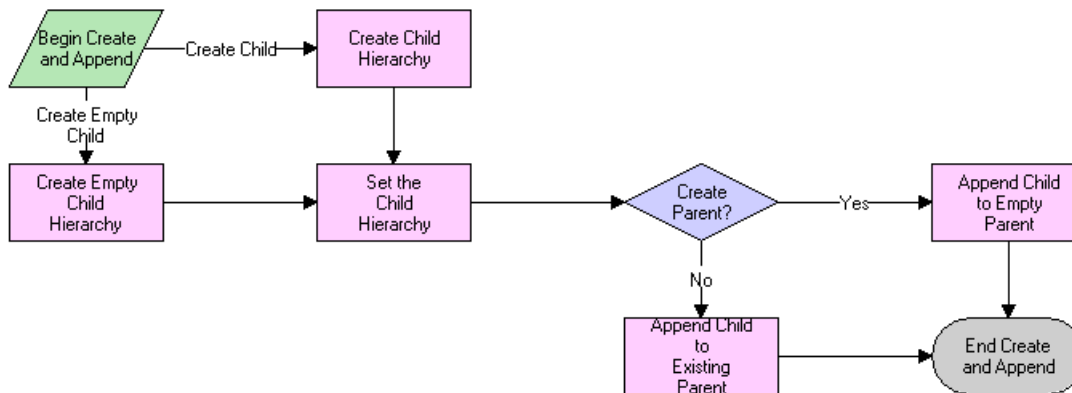 Begin Create
and Append
Create Child
Create Child
Hierarchy
Create Empty
Child
Create Empty
Child
Hierarchy
Set the
Child
Hierarchy
Create
Parent?
Yes
Append Child
to Empty
Parent
No
Append Child
to
Existing
Parent
End Create
and Append